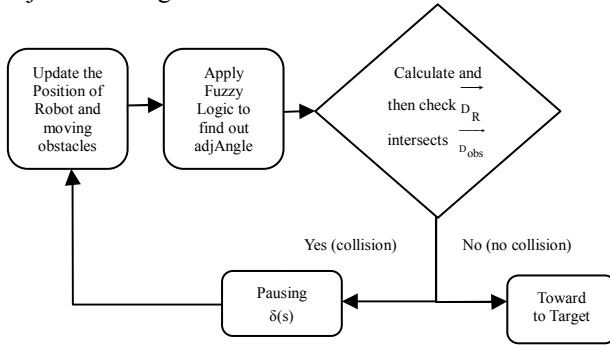 Update the
Position of
Robot and
moving
obstacles
Apply
Fuzzy
Logic to
find out
adjAngle
Calculate and
then check D_R
intersects D_obs
Yes (collision)
No (no collision)
Pausing
δ(s)
Toward
to Target